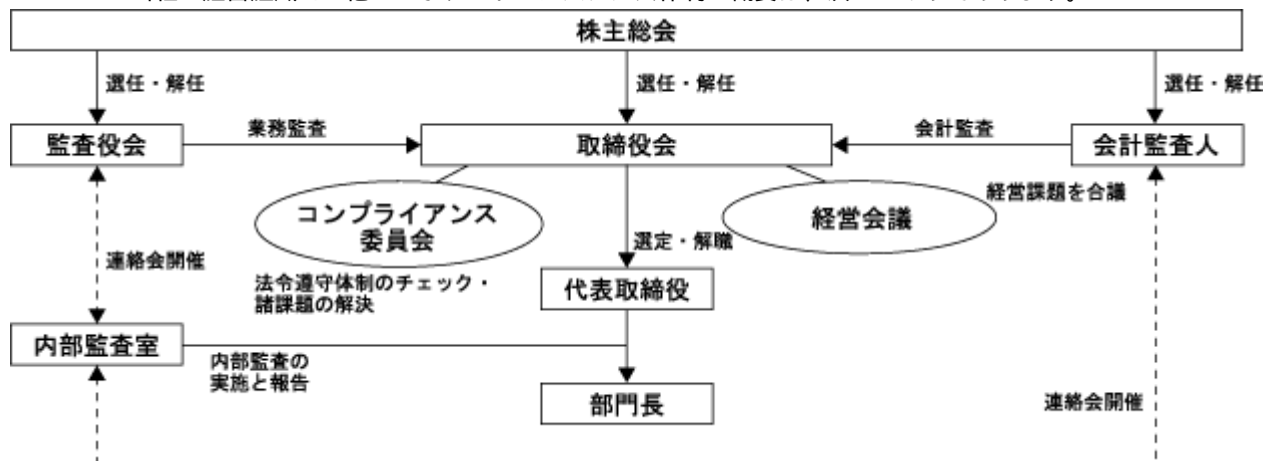 株主総会
選任・解任
選任・解任
選任・解任
監査役会
業務監査
取締役会
会計監査
会計監査人
コンプライアンス
委員会
経営会議
経営課題を合議
選定・解職
連絡会開催
法令遵守体制のチェック・
諸課題の解決
代表取締役
内部監査室
内部監査の
実施と報告
部門長
連絡会開催